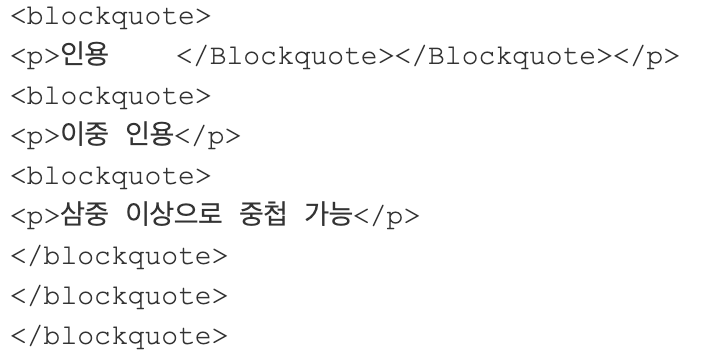 <blockquote>
<p>인용    </Blockquote></Blockquote></p>
<blockquote>
<p>이중 인용</p>
<blockquote>
<p>삼중 이상으로 중첩 가능</p>
</blockquote>
</blockquote>
</blockquote>